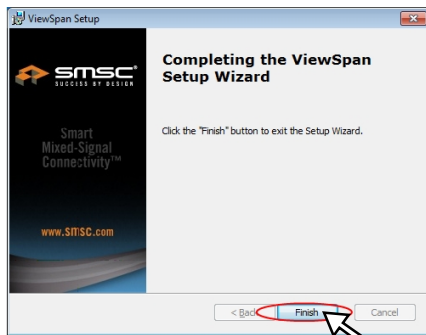 ViewSpan Setup
smsc
SUCCESS BY DESIGN
Smart
Mixed-Signal
Connectivity™
www.smsc.com
Completing the ViewSpan
Setup Wizard
Click the "Finish" button to exit the Setup Wizard.
< Back Finish Cancel